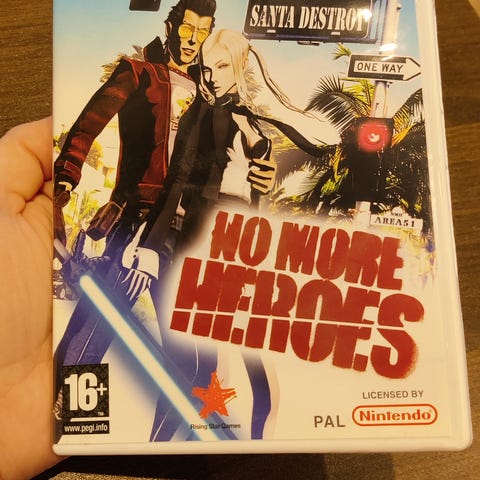 SANTA DESTROY
ONE WAY
AREA51
NO MORE
HEROES
16+
www.pegi.info
Rising Star Games
LICENSED BY
PAL
Nintendo